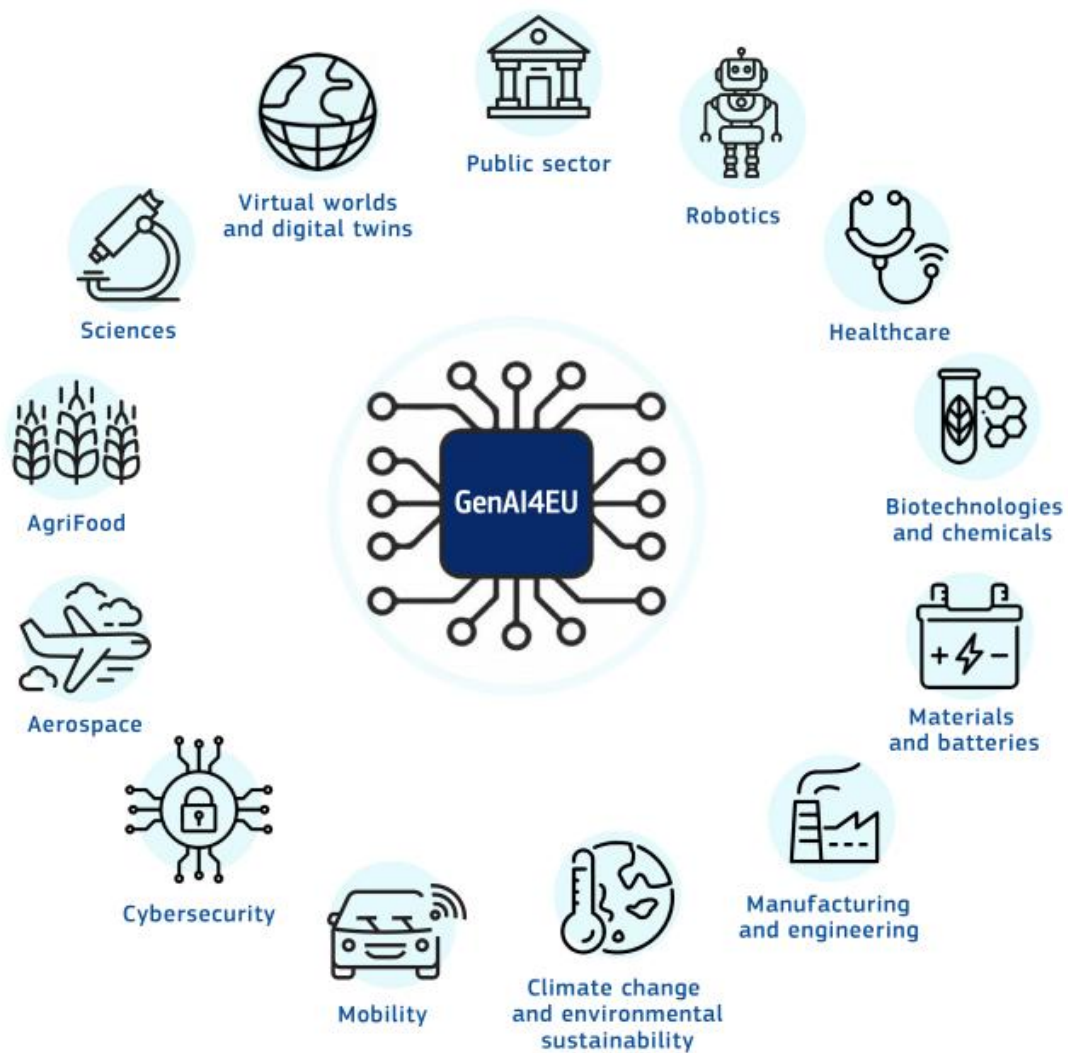 Public sector
Robotics
Healthcare
Biotechnologies
and chemicals
Materials
and batteries
Manufacturing
and engineering
Climate change
and environmental
sustainability
Mobility
Cybersecurity
Aerospace
AgriFood
Sciences
Virtual worlds
and digital twins
GenAI4EU